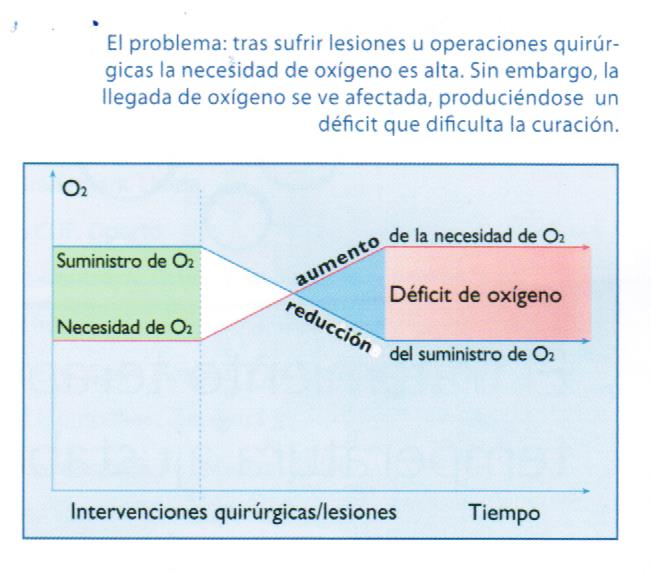 El problema: tras sufrir lesiones u operaciones quirúr-
gicas la necesidad de oxígeno es alta. Sin embargo, la
llegada de oxígeno se ve afectada, produciéndose un
déficit que dificulta la curación.
O₂
aumento de la necesidad de O₂
Suministro de O₂
Déficit de oxígeno
Necesidad de O₂
reducción del suministro de O₂
Intervenciones quirúrgicas/lesiones
Tiempo